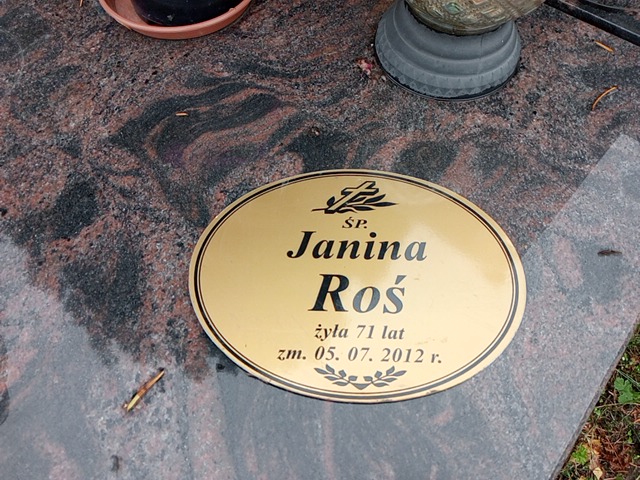 ŚP.
Janina
Roś
żyła 71 lat
zm. 05. 07. 2012 r.